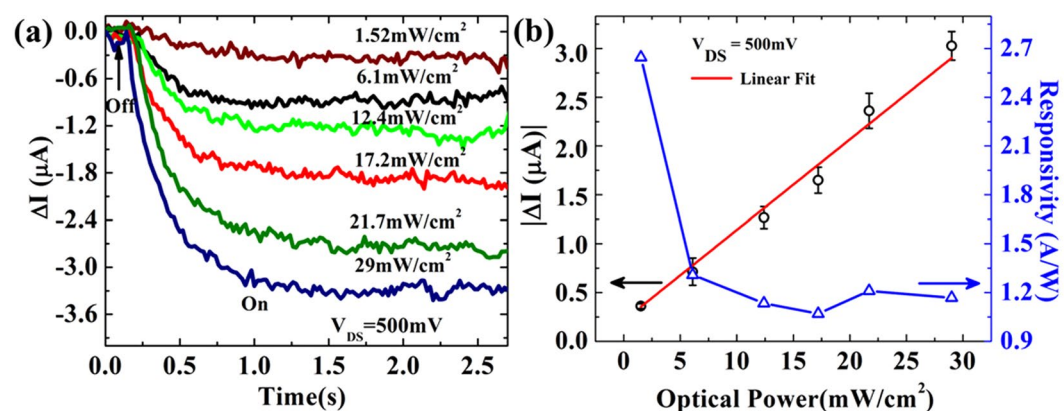 (a)
0.0
-0.6
-1.2
-1.8
-2.4
-3.0
-3.6
ΔI (μA)
Off
1.52mW/cm²
6.1mW/cm²
12.4mW/cm²
17.2mW/cm²
21.7mW/cm²
29mW/cm²
On
V_DS=500mV
0.0 0.5 1.0 1.5 2.0 2.5
Time(s)
(b)
3.0
2.5
2.0
1.5
1.0
0.5
0.0
|ΔI (μA)|
V_DS = 500mV
Linear Fit
2.7
2.4
2.1
1.8
1.5
1.2
0.9
Responsivity (A/W)
0 5 10 15 20 25 30
Optical Power(mW/cm²)